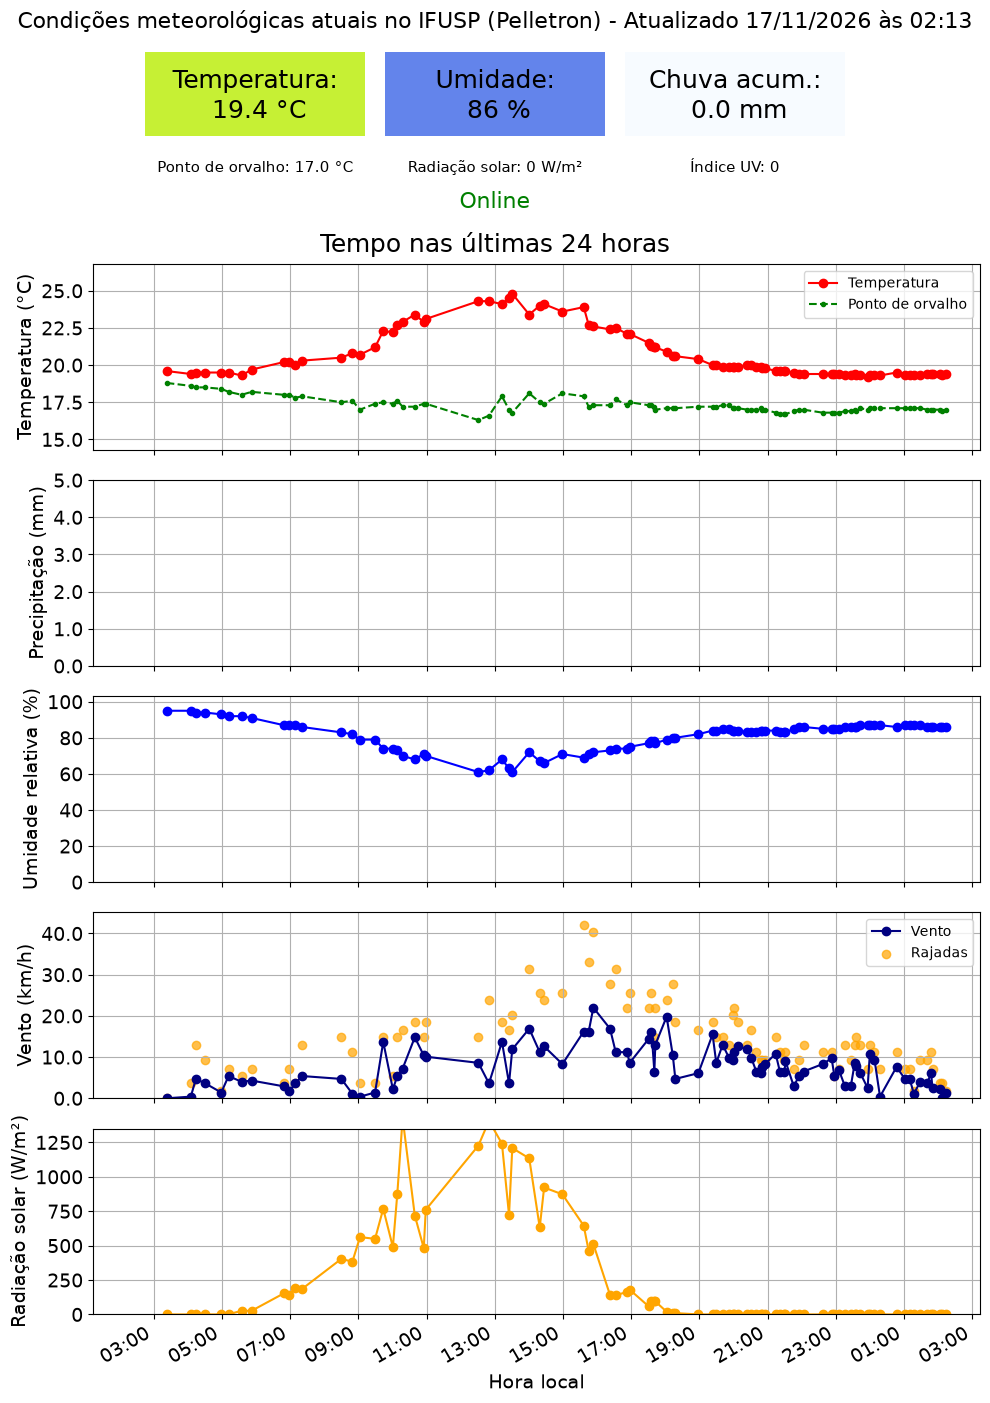 Condições meteorológicas atuais no IFUSP (Pelletron) - Atualizado 17/11/2026 às 02:13
Temperatura:
19.4 °C
Umidade:
86 %
Chuva acum.:
0.0 mm
Ponto de orvalho: 17.0 °C
Radiação solar: 0 W/m²
Índice UV: 0
Online
Tempo nas últimas 24 horas
Temperatura (°C)
25.0
22.5
20.0
17.5
15.0
Temperatura
Ponto de orvalho
Precipitação (mm)
5.0
4.0
3.0
2.0
1.0
0.0
Umidade relativa (%)
100
80
60
40
20
0
Vento (km/h)
40.0
30.0
20.0
10.0
0.0
Vento
Rajadas
Radiação solar (W/m²)
1250
1000
750
500
250
0
03:00 05:00 07:00 09:00 11:00 13:00 15:00 17:00 19:00 21:00 23:00 01:00 03:00
Hora local